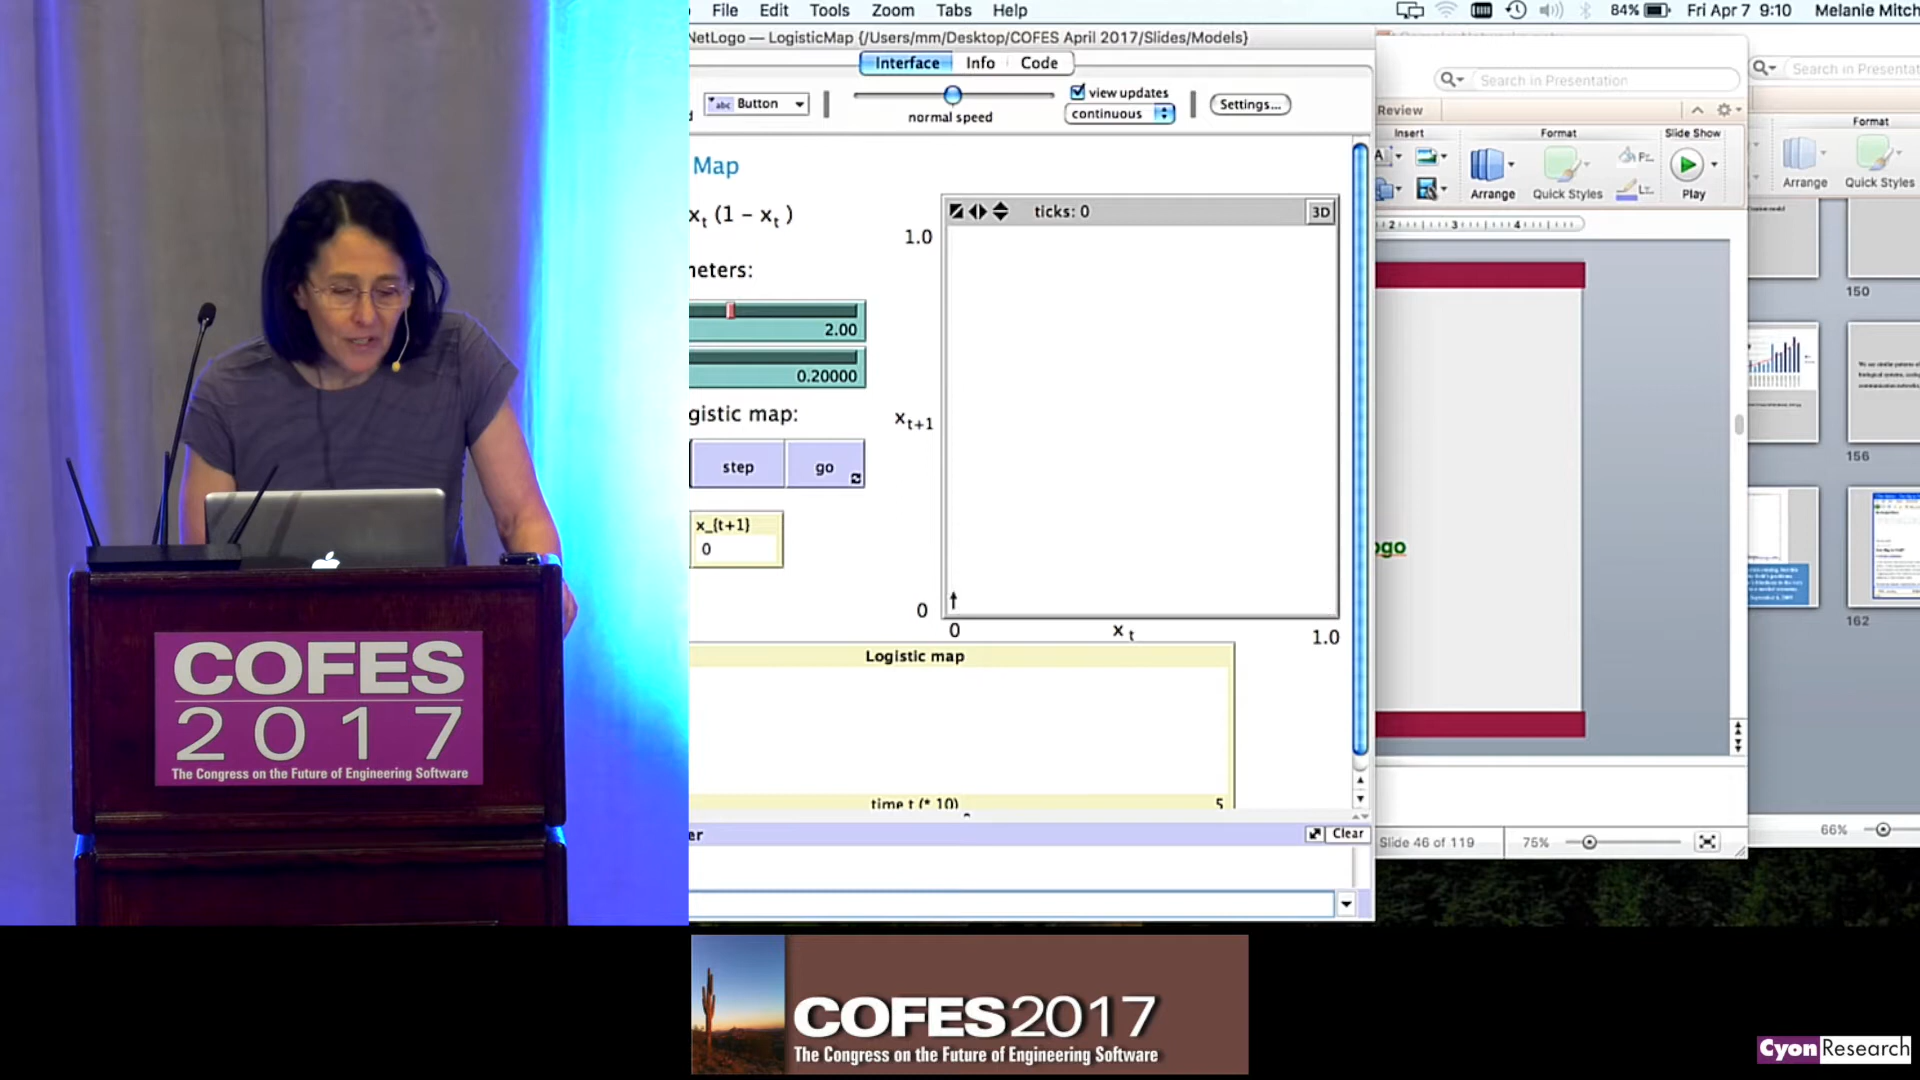 File Edit Tools Zoom Tabs Help
84% Fri Apr 7 9:10 Melanie Mitch
NetLogo — LogisticMap {/Users/mm/Desktop/COFES April 2017/Slides/Models}
Interface Info Code
abc Button
normal speed
view updates
continuous
Settings...
Map
xt (1 – xt )
neters:
2.00
0.20000
gistic map:
step go
x_{t+1}
0
ticks: 0
3D
1.0
xt+1
0
0
x t
1.0
Logistic map
time t (* 10) 5
er
Clear
Search in Presentation
Review
Insert Format Slide Show
Arrange Quick Styles Play
ogo
Slide 46 of 119
75%
Search in Presentat
Format
Arrange Quick Styles
150
156
162
66%
COFES
2017
The Congress on the Future of Engineering Software
COFES2017
The Congress on the Future of Engineering Software
CyonResearch